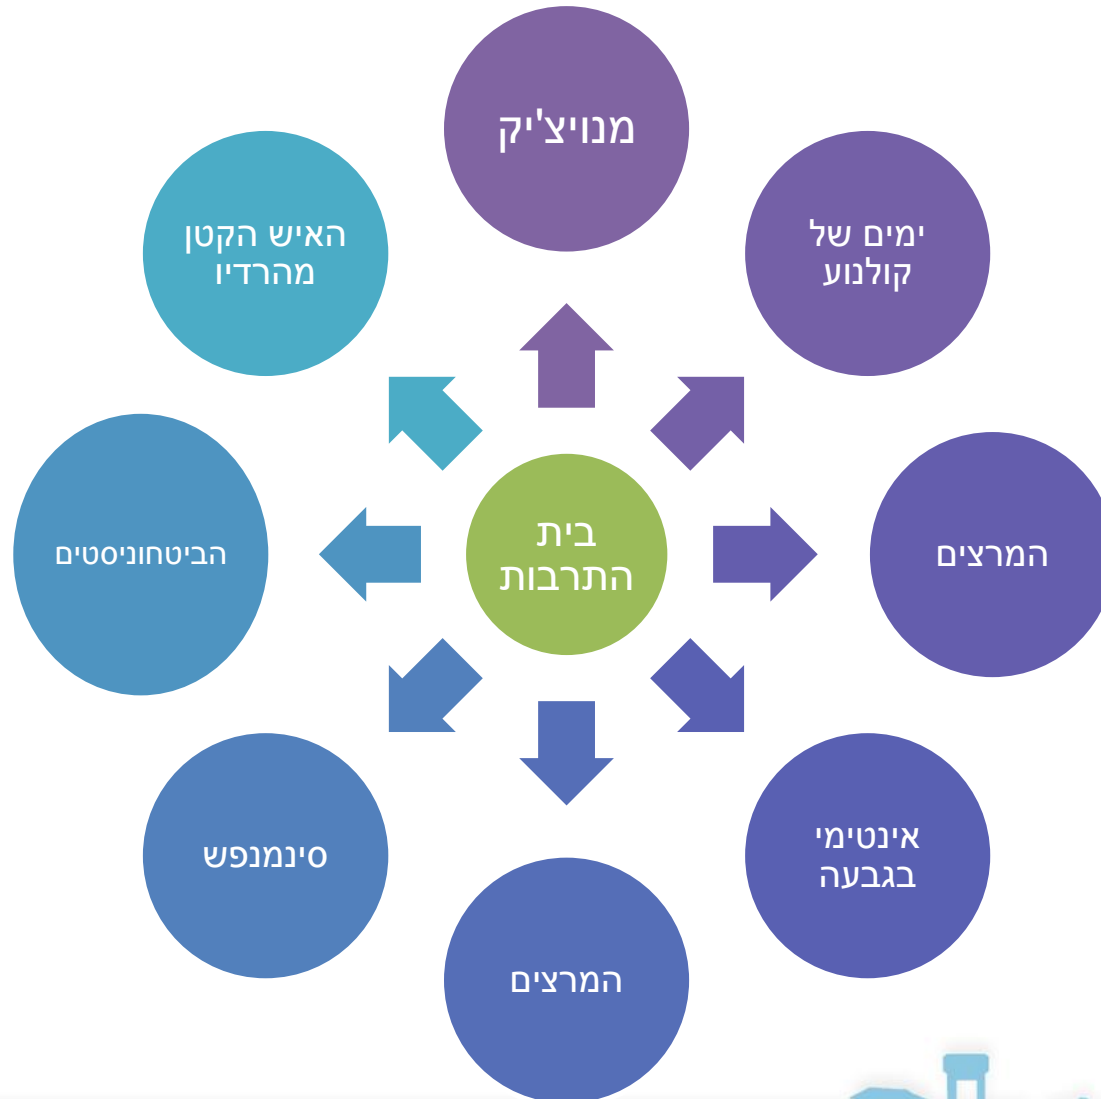 מנויצ'יק
ימים של
קולנוע
האיש הקטן
מהרדיו
המרצים
בית
התרבות
הביטחוניסטים
אינטימי
בגבעה
סינמנפש
המרצים